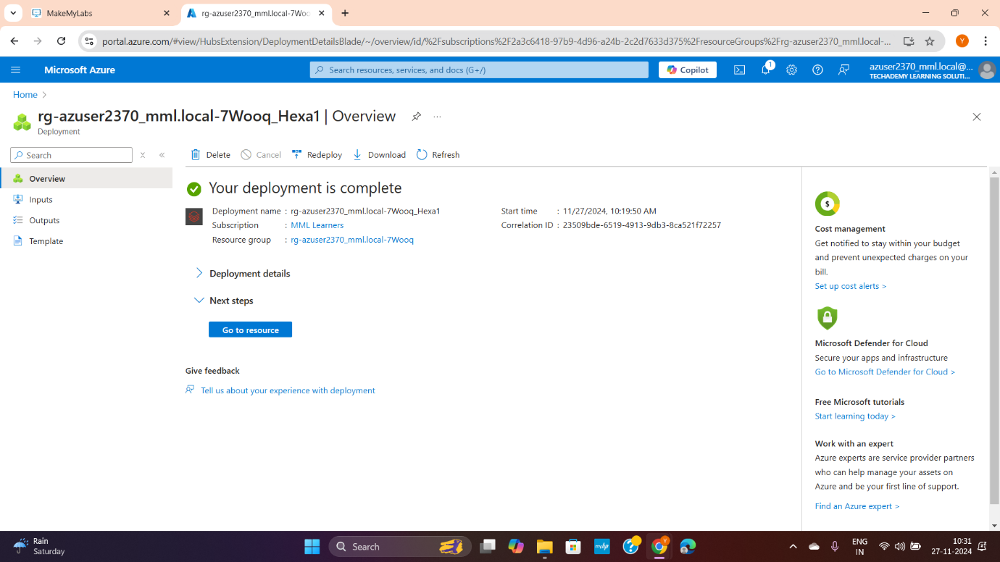 MakeMyLabs
rg-azuser2370_mml.local-7Woo
portal.azure.com/#view/HubsExtension/DeploymentDetailsBlade/~/overview/id/%2Fsubscriptions%2F2a3c6418-97b9-4d96-a24b-2c2d7633d375%2FresourceGroups%2Frg-azuser2370_mml.local-...
Y
Microsoft Azure
Search resources, services, and docs (G+/)
Copilot
1
azuser2370_mml.local@...
TECHADEMY LEARNING SOLUTI...
Home
rg-azuser2370_mml.local-7Wooq_Hexa1 | Overview
...
Deployment
Search
Delete
Cancel
Redeploy
Download
Refresh
Overview
Inputs
Outputs
Template
Your deployment is complete
Deployment name : rg-azuser2370_mml.local-7Wooq_Hexa1
Subscription : MML Learners
Resource group : rg-azuser2370_mml.local-7Wooq
Start time : 11/27/2024, 10:19:50 AM
Correlation ID : 23509bde-6519-4913-9db3-8ca521f72257
Deployment details
Next steps
Go to resource
Give feedback
Tell us about your experience with deployment
$
Cost management
Get notified to stay within your budget
and prevent unexpected charges on your
bill.
Set up cost alerts >
Microsoft Defender for Cloud
Secure your apps and infrastructure
Go to Microsoft Defender for Cloud >
Free Microsoft tutorials
Start learning today >
Work with an expert
Azure experts are service provider partners
who can help manage your assets on
Azure and be your first line of support.
Find an Azure expert >
Rain
Saturday
Search
myhp
Y
ENG
IN
10:31
27-11-2024